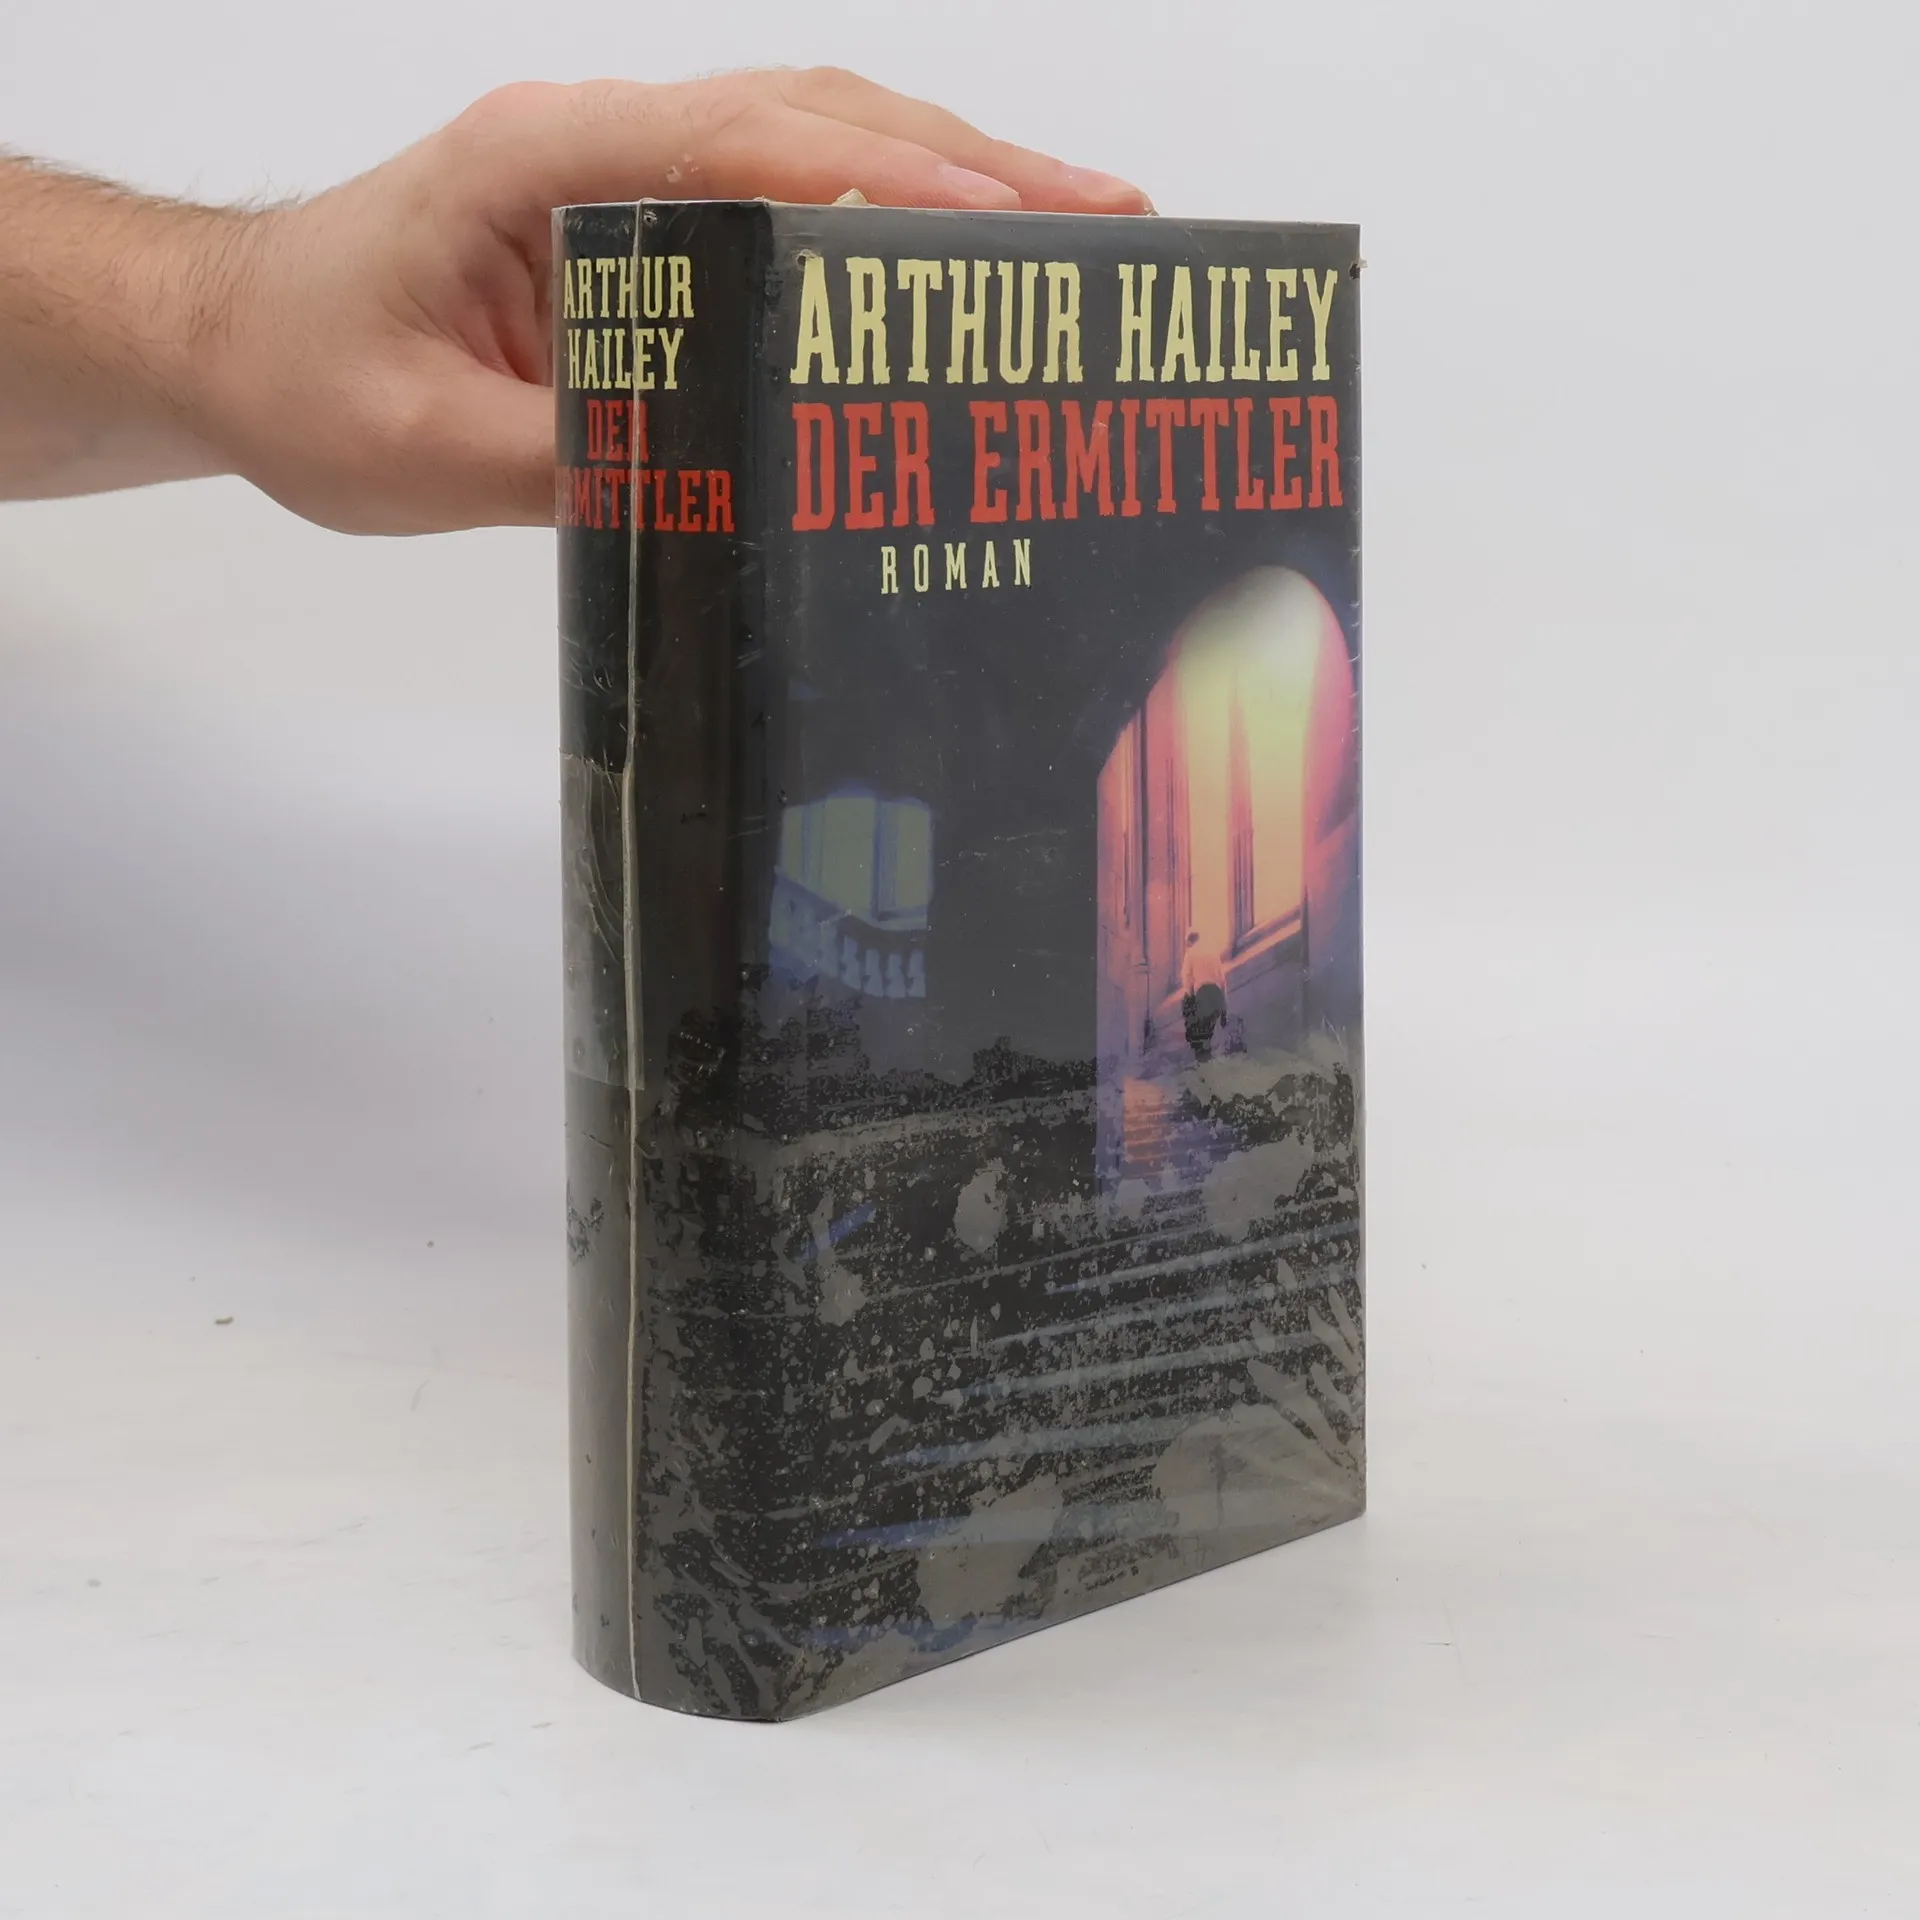 ARTHUR
HAILEY
DER
ERMITTLER
ARTHUR HAILEY
DER ERMITTLER
ROMAN